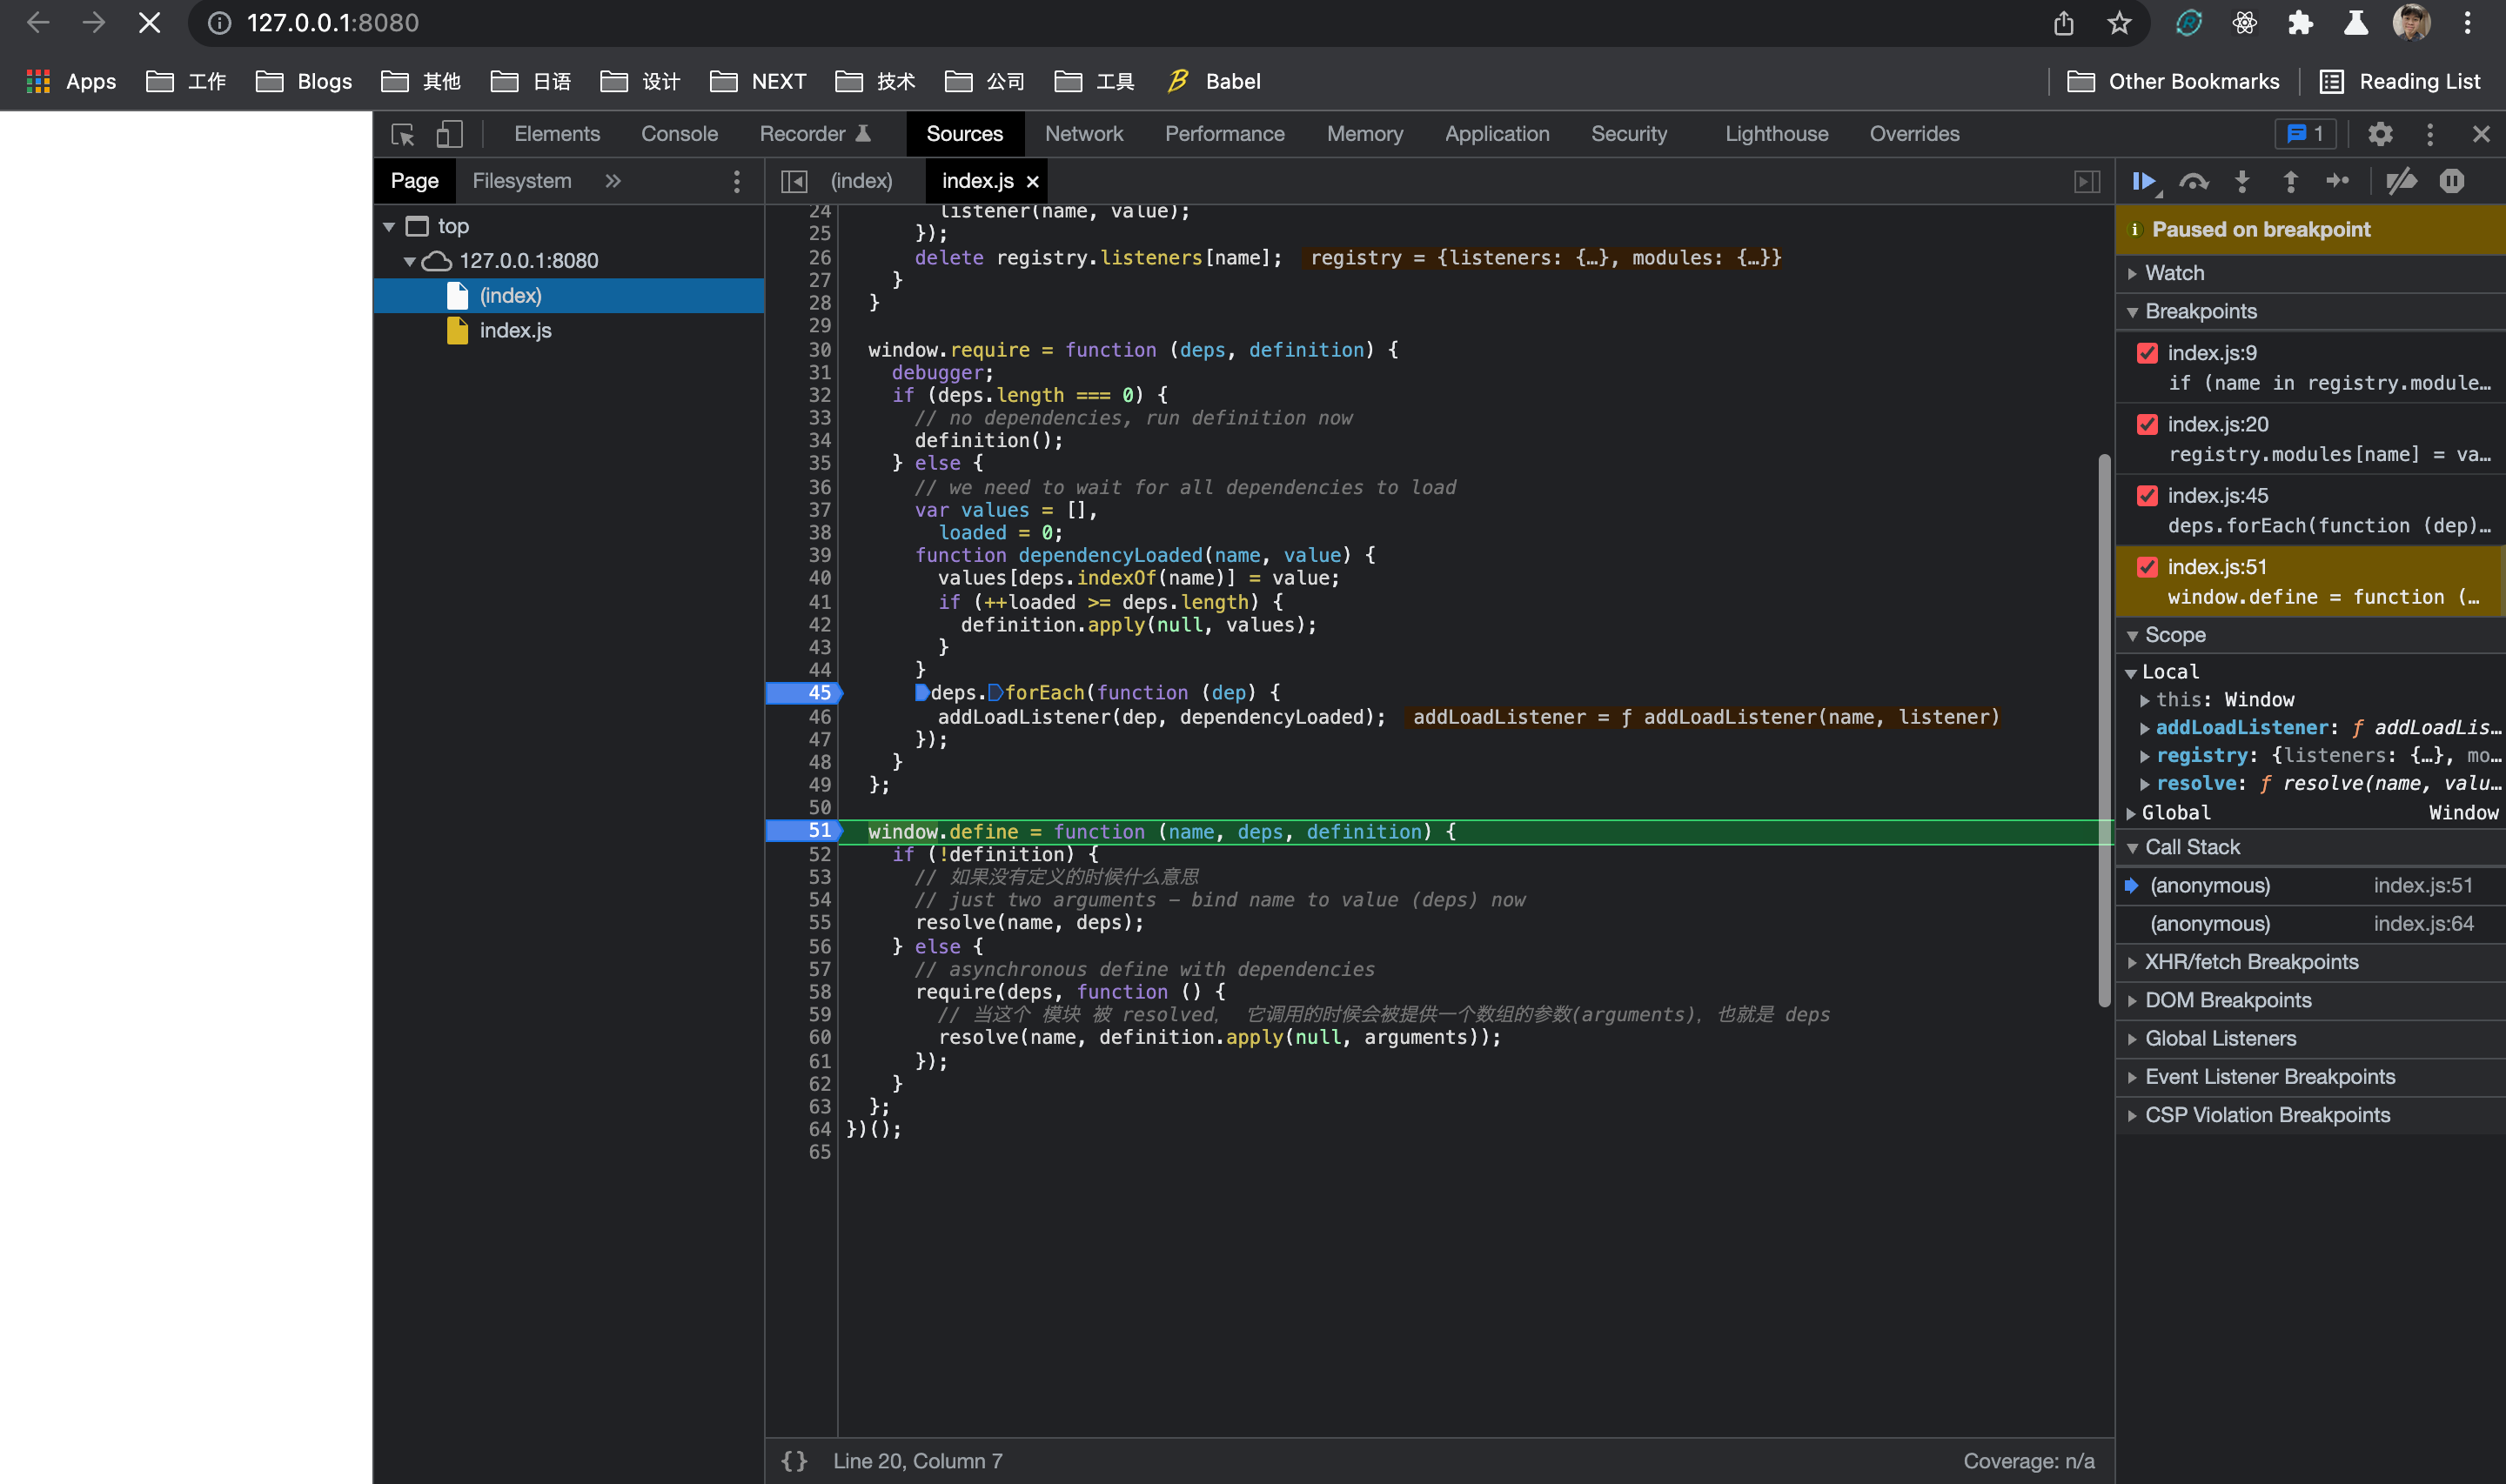 127.0.0.1:8080
Apps 工作 Blogs 其他 日语 设计 NEXT 技术 公司 工具 Babel Other Bookmarks Reading List
Elements Console Recorder Sources Network Performance Memory Application Security Lighthouse Overrides 1
Page Filesystem (index) index.js
top
127.0.0.1:8080
(index)
index.js
24 listener(name, value);
25 });
26 delete registry.listeners[name]; registry = {listeners: {…}, modules: {…}}
27 }
28 }
29
30 window.require = function (deps, definition) {
31 debugger;
32 if (deps.length === 0) {
33 // no dependencies, run definition now
34 definition();
35 } else {
36 // we need to wait for all dependencies to load
37 var values = [],
38 loaded = 0;
39 function dependencyLoaded(name, value) {
40 values[deps.indexOf(name)] = value;
41 if (++loaded >= deps.length) {
42 definition.apply(null, values);
43 }
44 }
45 deps.forEach(function (dep) {
46 addLoadListener(dep, dependencyLoaded); addLoadListener = ƒ addLoadListener(name, listener)
47 });
48 }
49 };
50
51 window.define = function (name, deps, definition) {
52 if (!definition) {
53 // 如果没有定义的时候什么意思
54 // just two arguments – bind name to value (deps) now
55 resolve(name, deps);
56 } else {
57 // asynchronous define with dependencies
58 require(deps, function () {
59 // 当这个 模块 被 resolved， 它调用的时候会被提供一个数组的参数(arguments)，也就是 deps
60 resolve(name, definition.apply(null, arguments));
61 });
62 }
63 };
64 })();
65
{} Line 20, Column 7 Coverage: n/a
Paused on breakpoint
Watch
Breakpoints
index.js:9
if (name in registry.module…
index.js:20
registry.modules[name] = va…
index.js:45
deps.forEach(function (dep)…
index.js:51
window.define = function (…
Scope
Local
this: Window
addLoadListener: ƒ addLoadLis…
registry: {listeners: {…}, mo…
resolve: ƒ resolve(name, valu…
Global Window
Call Stack
(anonymous) index.js:51
(anonymous) index.js:64
XHR/fetch Breakpoints
DOM Breakpoints
Global Listeners
Event Listener Breakpoints
CSP Violation Breakpoints